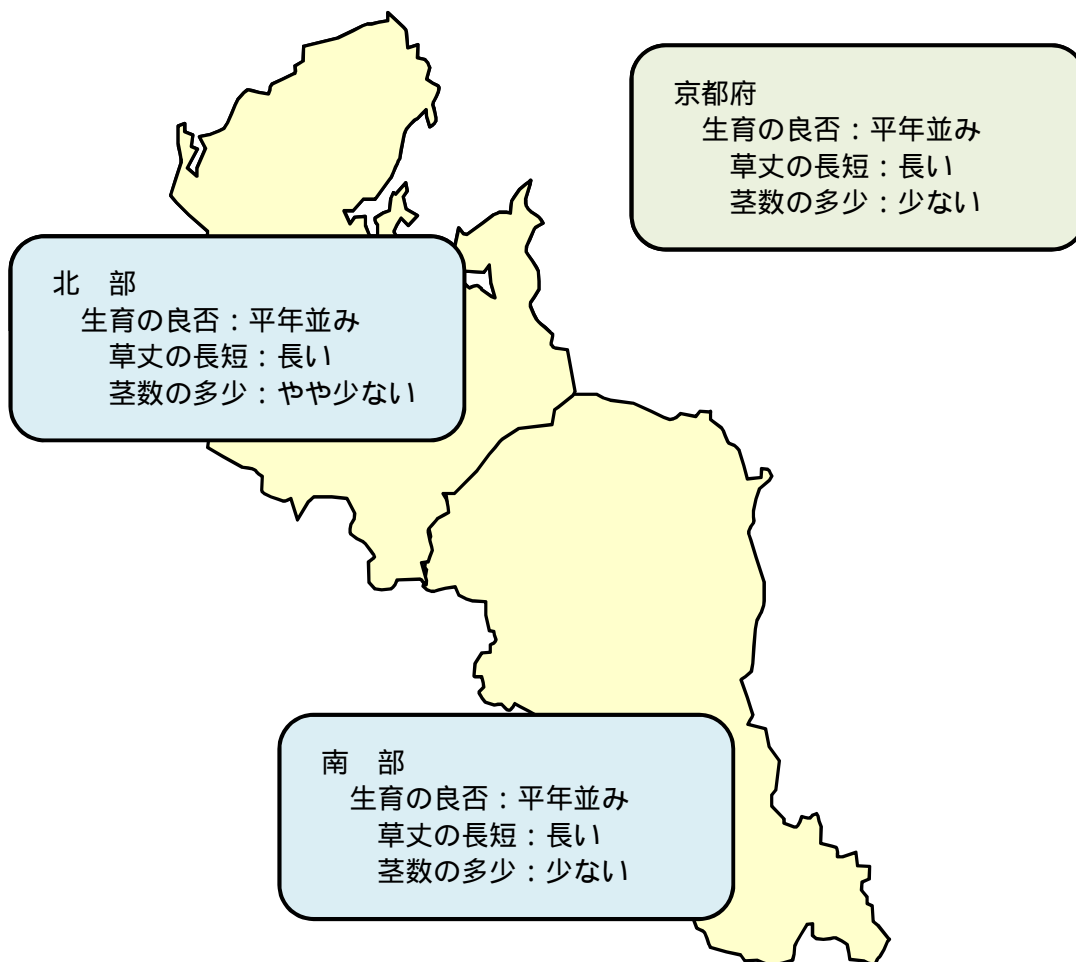 京都府
生育の良否：平年並み
草丈の長短：長い
茎数の多少：少ない
北　部
生育の良否：平年並み
草丈の長短：長い
茎数の多少：やや少ない
南　部
生育の良否：平年並み
草丈の長短：長い
茎数の多少：少ない